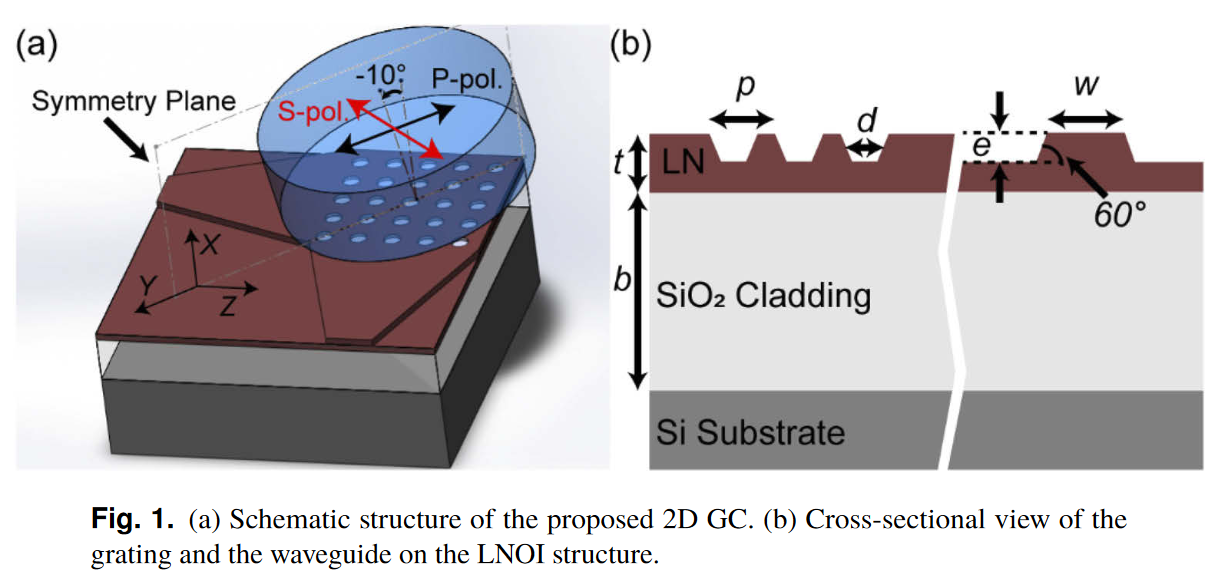 (a)
-10°
P-pol.
S-pol.
Symmetry Plane
X
Y
Z
(b)
p
d
w
t
LN
e
60°
b
SiO₂ Cladding
Si Substrate
Fig. 1. (a) Schematic structure of the proposed 2D GC. (b) Cross-sectional view of the
grating and the waveguide on the LNOI structure.